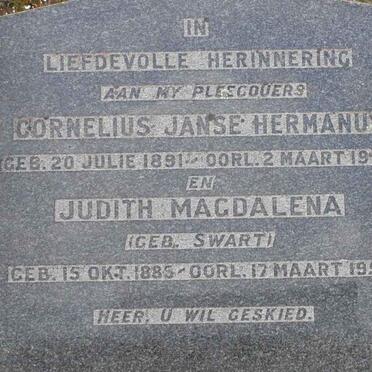 IN
LIEFDEVOLLE HERINNERING
AAN MY PLEEGOUERS
CORNELIUS JANSE HERMANU
GEB. 20 JULIE 1891 - OORL. 2 MAART 19
EN
JUDITH MAGDALENA
(GEB. SWART)
GEB. 15 OKT. 1885 - OORL. 17 MAART 195
HEER, U WIL GESKIED.